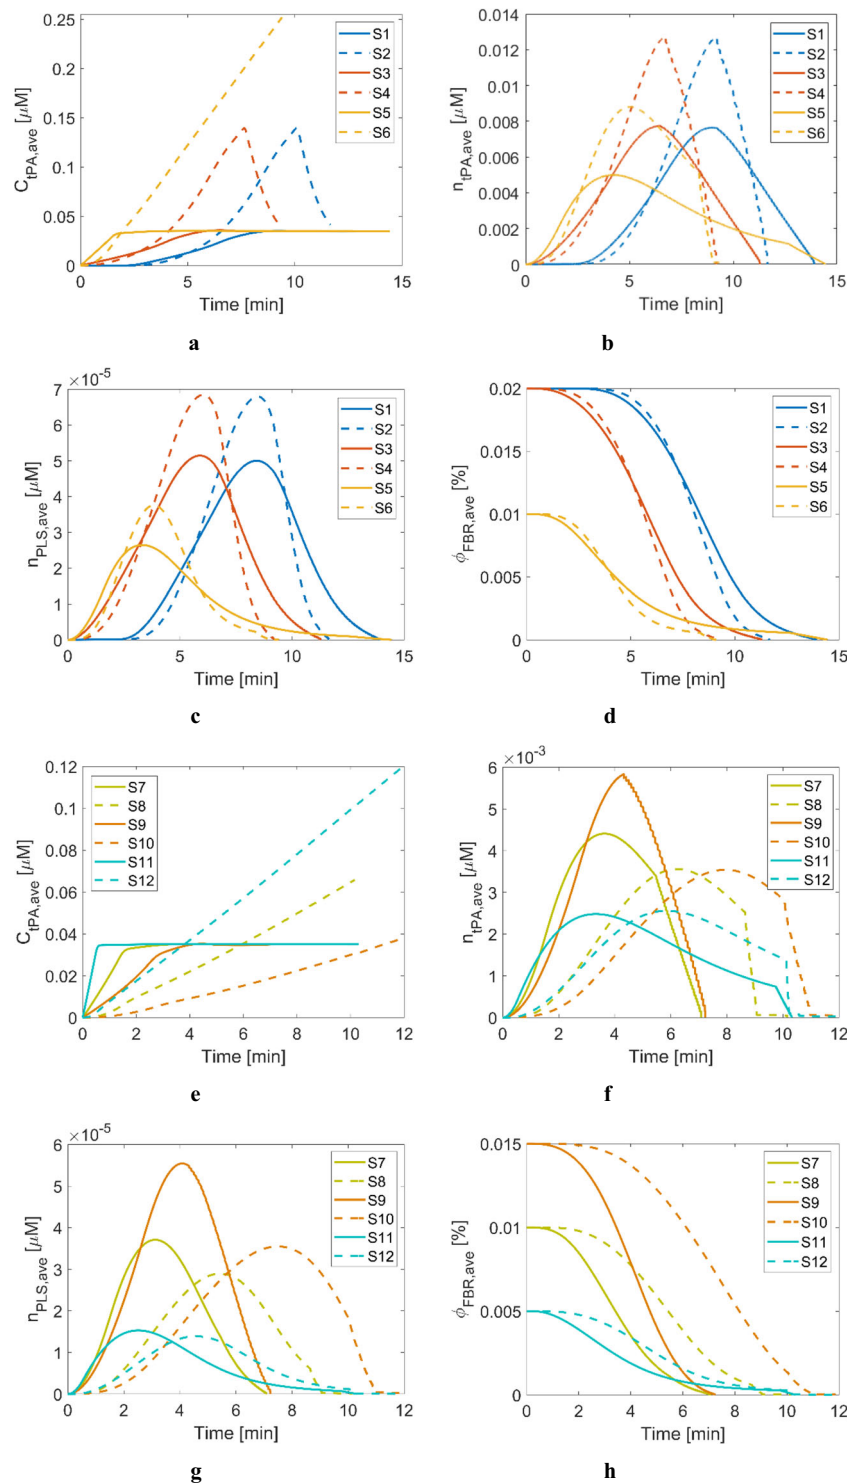 0.25
0.2
0.15
0.1
0.05
0
C_tPA,ave [μM]
0 5 10 15
Time [min]
S1
S2
S3
S4
S5
S6
a
0.014
0.012
0.01
0.008
0.006
0.004
0.002
0
n_tPA,ave [μM]
0 5 10 15
Time [min]
S1
S2
S3
S4
S5
S6
b
×10^-5
7
6
5
4
3
2
1
0
n_PLS,ave [μM]
0 5 10 15
Time [min]
S1
S2
S3
S4
S5
S6
c
0.02
0.015
0.01
0.005
0
ϕ_FBR,ave [%]
0 5 10 15
Time [min]
S1
S2
S3
S4
S5
S6
d
0.12
0.1
0.08
0.06
0.04
0.02
0
C_tPA,ave [μM]
0 2 4 6 8 10 12
Time [min]
S7
S8
S9
S10
S11
S12
e
×10^-3
6
5
4
3
2
1
0
n_tPA,ave [μM]
0 2 4 6 8 10 12
Time [min]
S7
S8
S9
S10
S11
S12
f
×10^-5
6
5
4
3
2
1
0
n_PLS,ave [μM]
0 2 4 6 8 10 12
Time [min]
S7
S8
S9
S10
S11
S12
g
0.015
0.01
0.005
0
ϕ_FBR,ave [%]
0 2 4 6 8 10 12
Time [min]
S7
S8
S9
S10
S11
S12
h